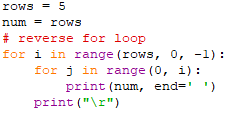 rows = 5
num = rows
# reverse for loop
for i in range(rows, 0, -1):
    for j in range(0, i):
        print(num, end=' ')
    print("\r")